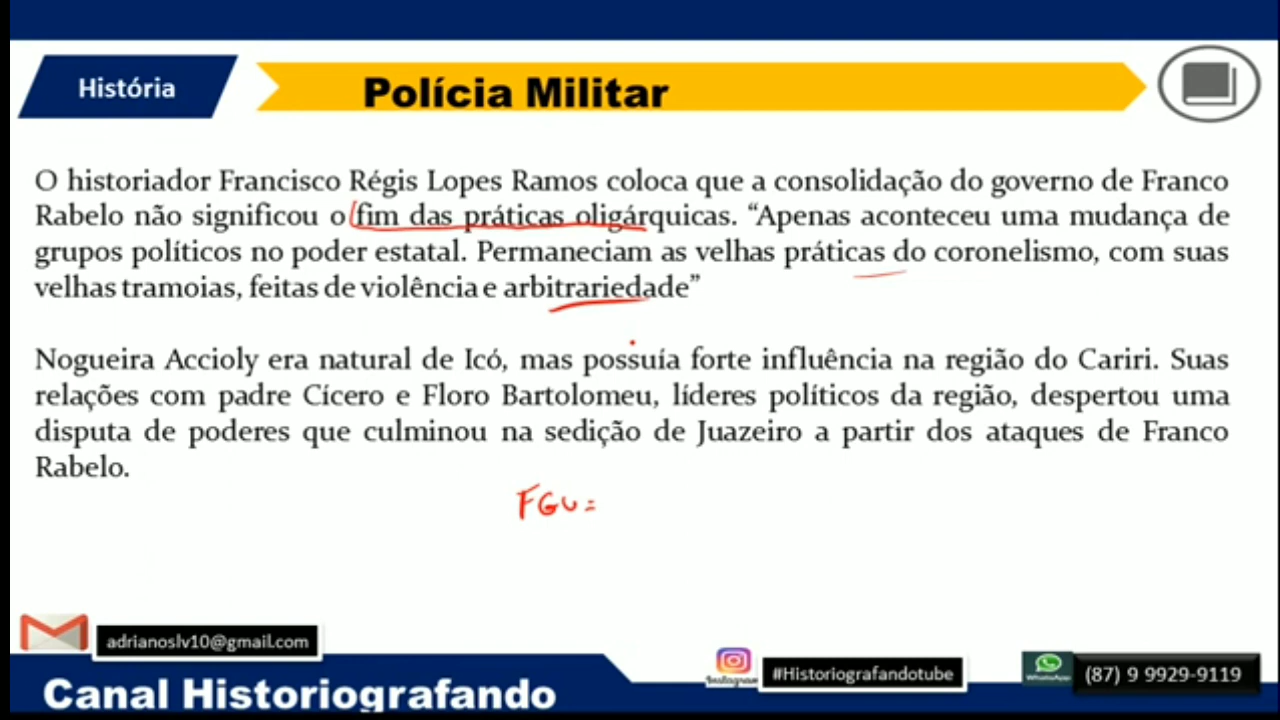 História
Polícia Militar
O historiador Francisco Régis Lopes Ramos coloca que a consolidação do governo de Franco
Rabelo não significou o fim das práticas oligárquicas. “Apenas aconteceu uma mudança de
grupos políticos no poder estatal. Permaneciam as velhas práticas do coronelismo, com suas
velhas tramoias, feitas de violência e arbitrariedade”
Nogueira Accioly era natural de Icó, mas possuía forte influência na região do Cariri. Suas
relações com padre Cícero e Floro Bartolomeu, líderes políticos da região, despertou uma
disputa de poderes que culminou na sedição de Juazeiro a partir dos ataques de Franco
Rabelo.
FGV=
adrianoslv10@gmail.com
Instagram
#Historiografandotube
WhatsApp
(87) 9 9929-9119
Canal Historiografando